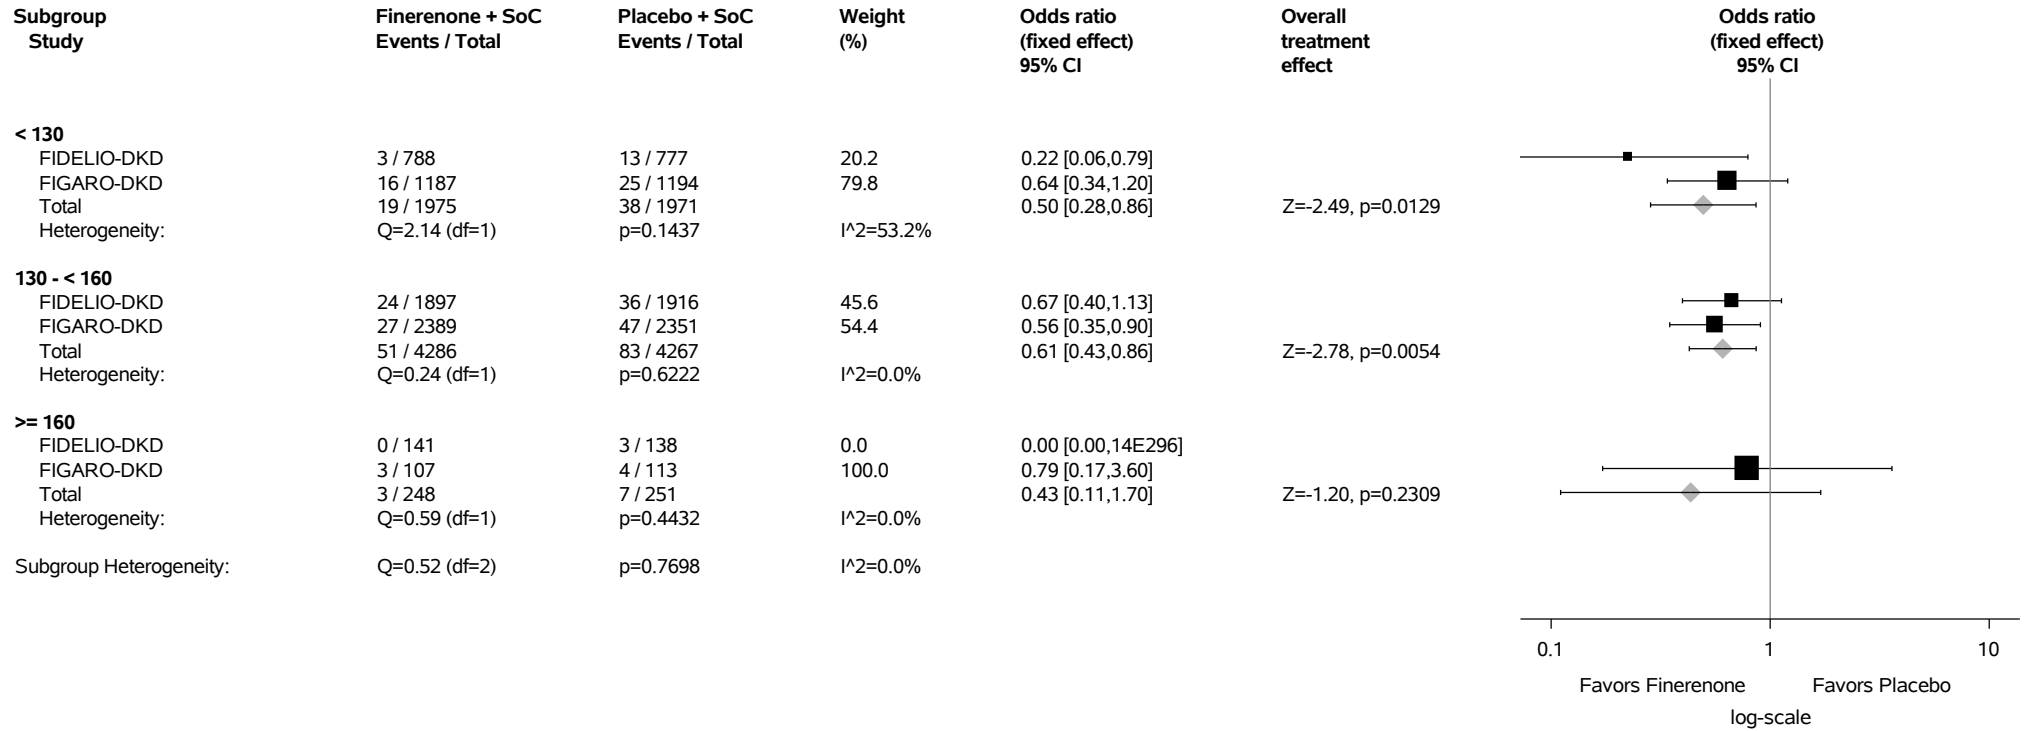 Subgroup Finerenone + SoC Placebo + SoC Weight Odds ratio Overall Odds ratio
Study Events / Total Events / Total (%) (fixed effect) treatment (fixed effect)
95% CI effect 95% CI
< 130
FIDELIO-DKD 3 / 788 13 / 777 20.2 0.22 [0.06,0.79]
FIGARO-DKD 16 / 1187 25 / 1194 79.8 0.64 [0.34,1.20]
Total 19 / 1975 38 / 1971 0.50 [0.28,0.86] Z=-2.49, p=0.0129
Heterogeneity: Q=2.14 (df=1) p=0.1437 I^2=53.2%
130 - < 160
FIDELIO-DKD 24 / 1897 36 / 1916 45.6 0.67 [0.40,1.13]
FIGARO-DKD 27 / 2389 47 / 2351 54.4 0.56 [0.35,0.90]
Total 51 / 4286 83 / 4267 0.61 [0.43,0.86] Z=-2.78, p=0.0054
Heterogeneity: Q=0.24 (df=1) p=0.6222 I^2=0.0%
>= 160
FIDELIO-DKD 0 / 141 3 / 138 0.0 0.00 [0.00,14E296]
FIGARO-DKD 3 / 107 4 / 113 100.0 0.79 [0.17,3.60]
Total 3 / 248 7 / 251 0.43 [0.11,1.70] Z=-1.20, p=0.2309
Heterogeneity: Q=0.59 (df=1) p=0.4432 I^2=0.0%
Subgroup Heterogeneity: Q=0.52 (df=2) p=0.7698 I^2=0.0%
0.1 1 10
Favors Finerenone Favors Placebo
log-scale